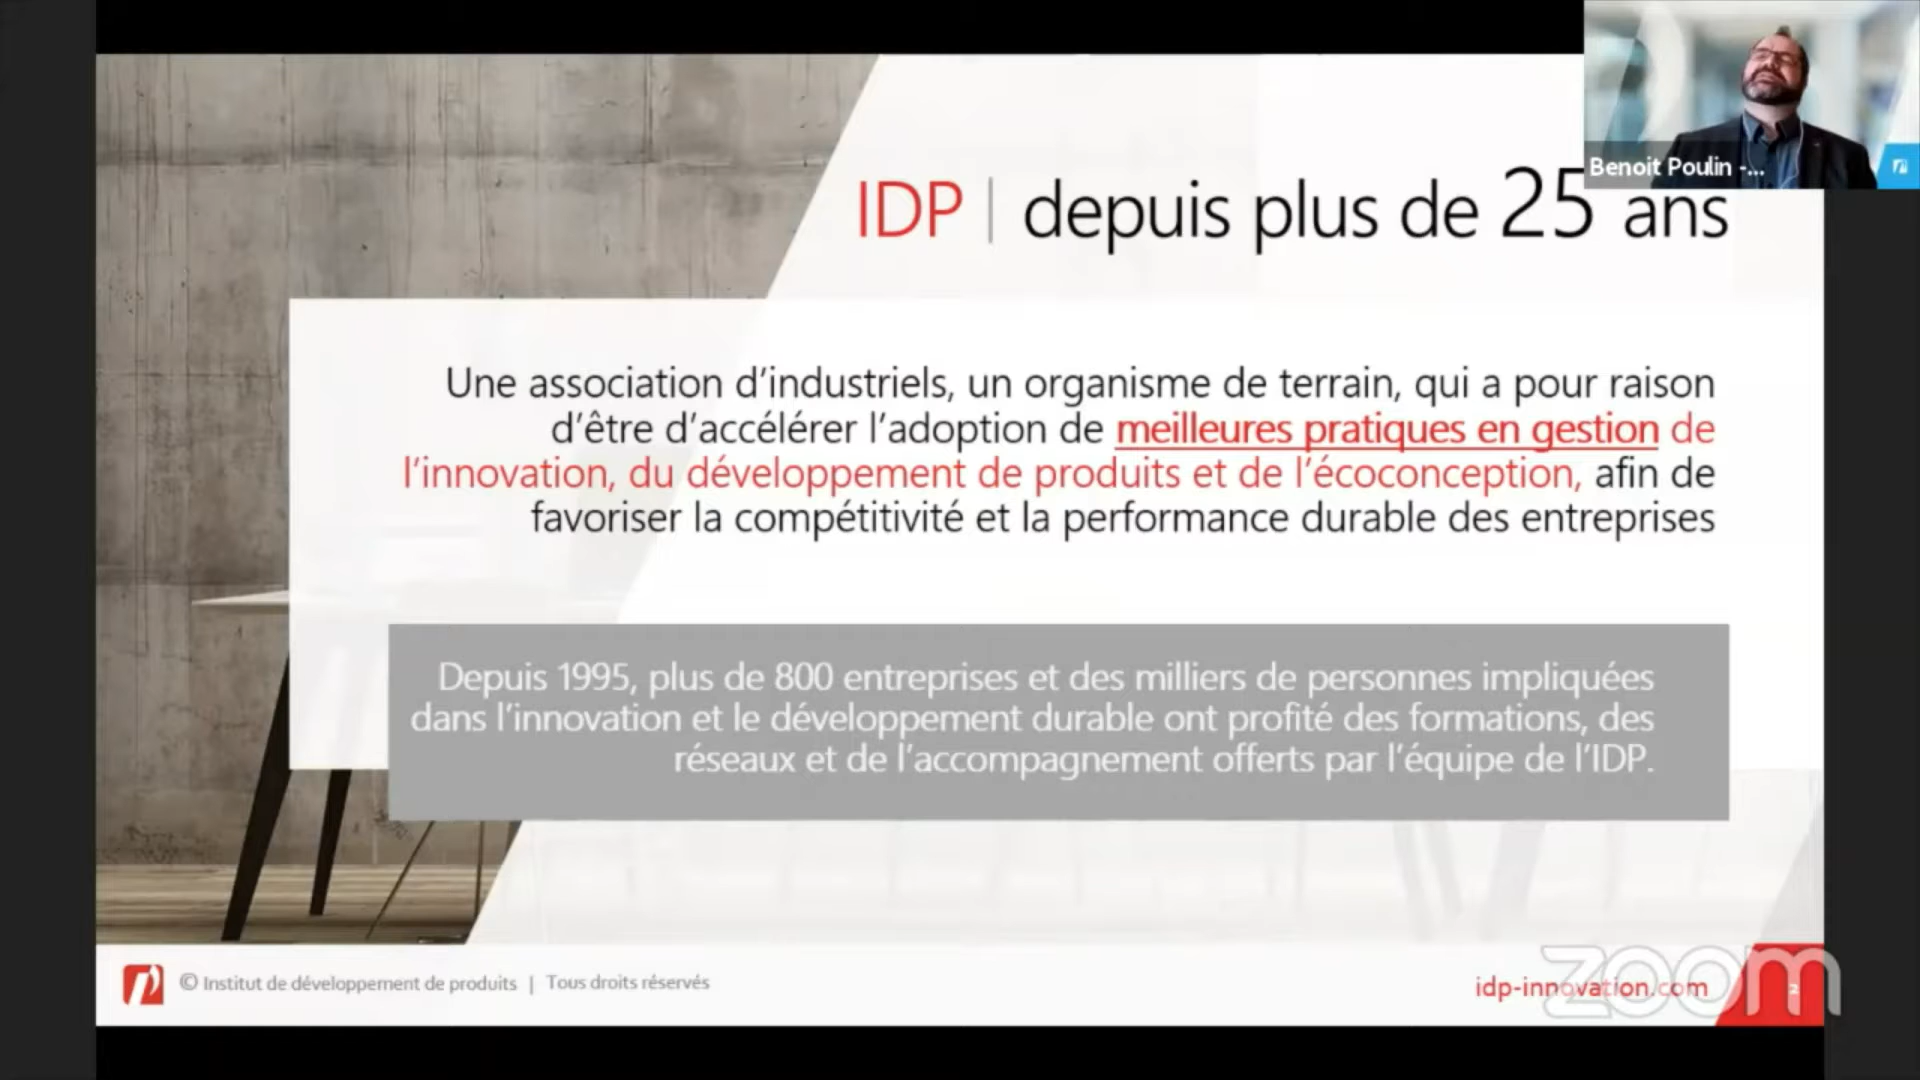 Benoit Poulin -...
IDP | depuis plus de 25 ans
Une association d’industriels, un organisme de terrain, qui a pour raison
d’être d’accélérer l’adoption de meilleures pratiques en gestion de
l’innovation, du développement de produits et de l’écoconception, afin de
favoriser la compétitivité et la performance durable des entreprises
Depuis 1995, plus de 800 entreprises et des milliers de personnes impliquées
dans l’innovation et le développement durable ont profité des formations, des
réseaux et de l’accompagnement offerts par l’équipe de l’IDP.
© Institut de développement de produits | Tous droits réservés
idp-innovation.com
2
zoom